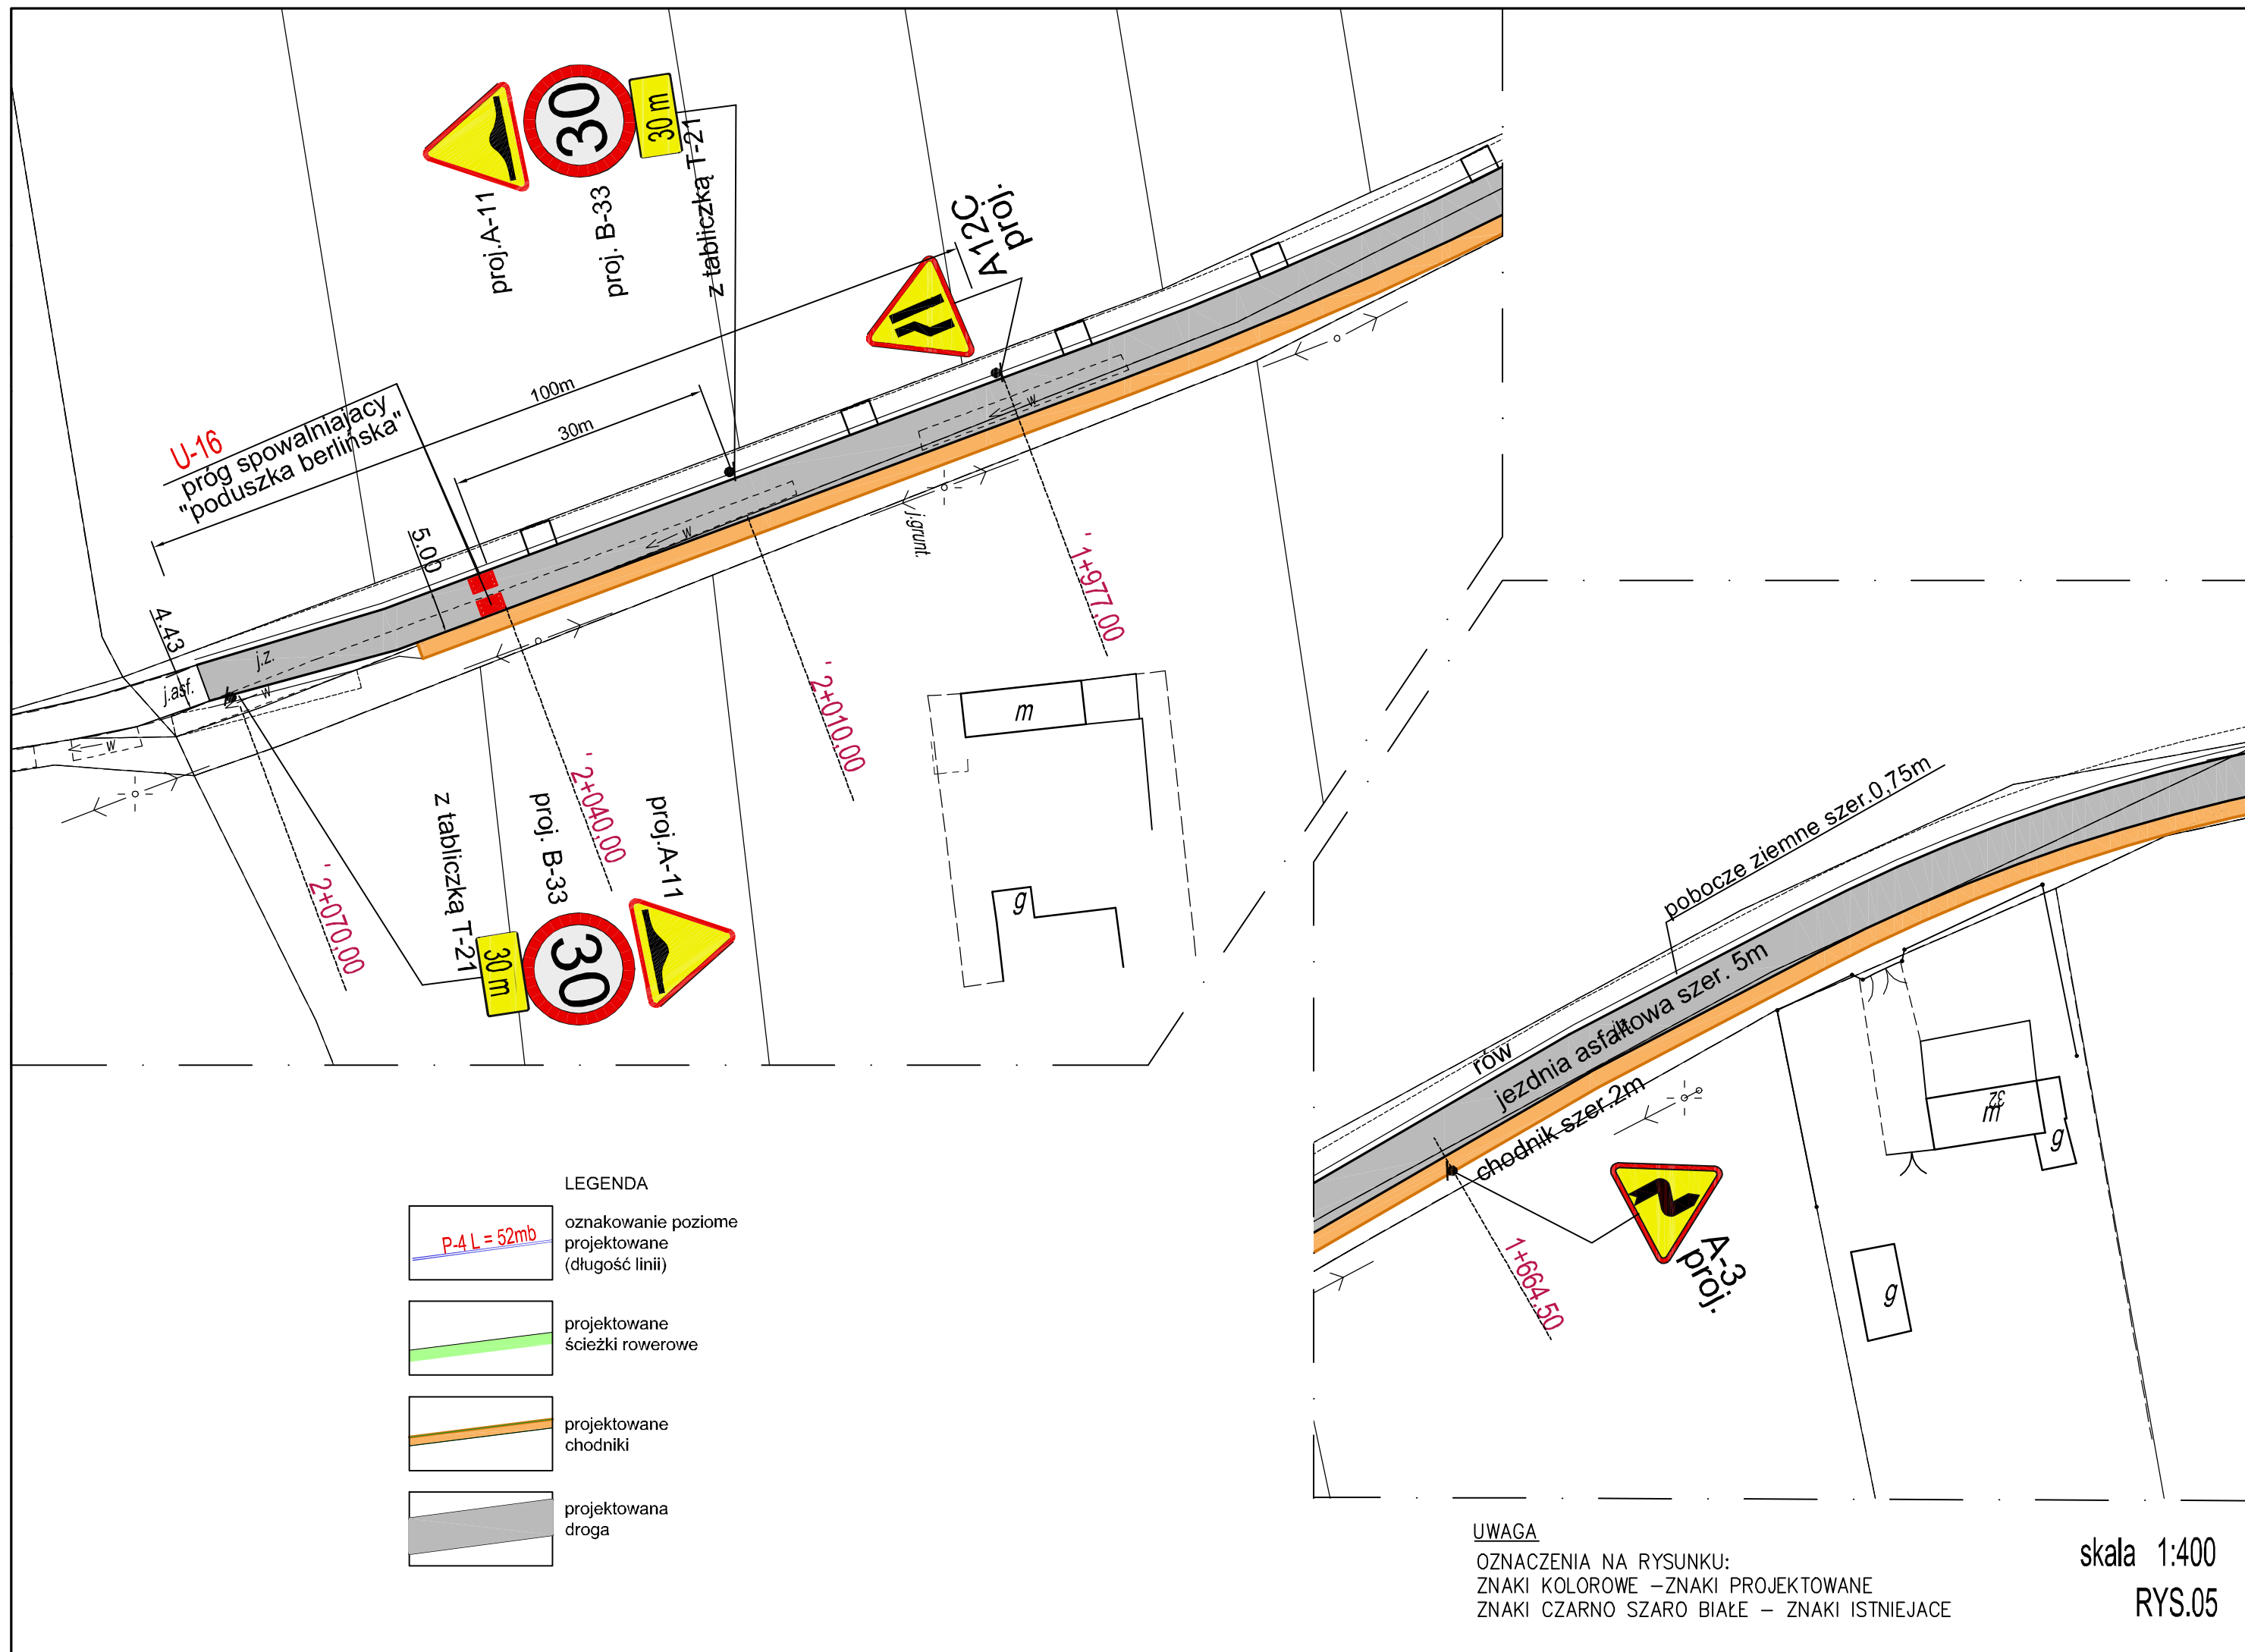 30
30 m
proj.A-11
proj. B-33
z tabliczką T-21
A12C
proj.
100m
30m
U-16
próg spowalniajacy
"poduszka berlińska"
5.00
4.43
j.z.
j.asf.
w
w
w
w
j.grunt.
1+977,00
2+010,00
2+040,00
2+070,00
m
g
z tabliczką T-21
proj. B-33
proj.A-11
30 m
30
pobocze ziemne szer.0,75m
rów
jezdnia asfaltowa szer. 5m
chodnik szer.2m
1+664.50
A-3
proj.
32
m
g
g
LEGENDA
P-4 L = 52mb
oznakowanie poziome
projektowane
(długość linii)
projektowane
ścieżki rowerowe
projektowane
chodniki
projektowana
droga
UWAGA
OZNACZENIA NA RYSUNKU:
ZNAKI KOLOROWE –ZNAKI PROJEKTOWANE
ZNAKI CZARNO SZARO BIAŁE – ZNAKI ISTNIEJACE
skala 1:400
RYS.05